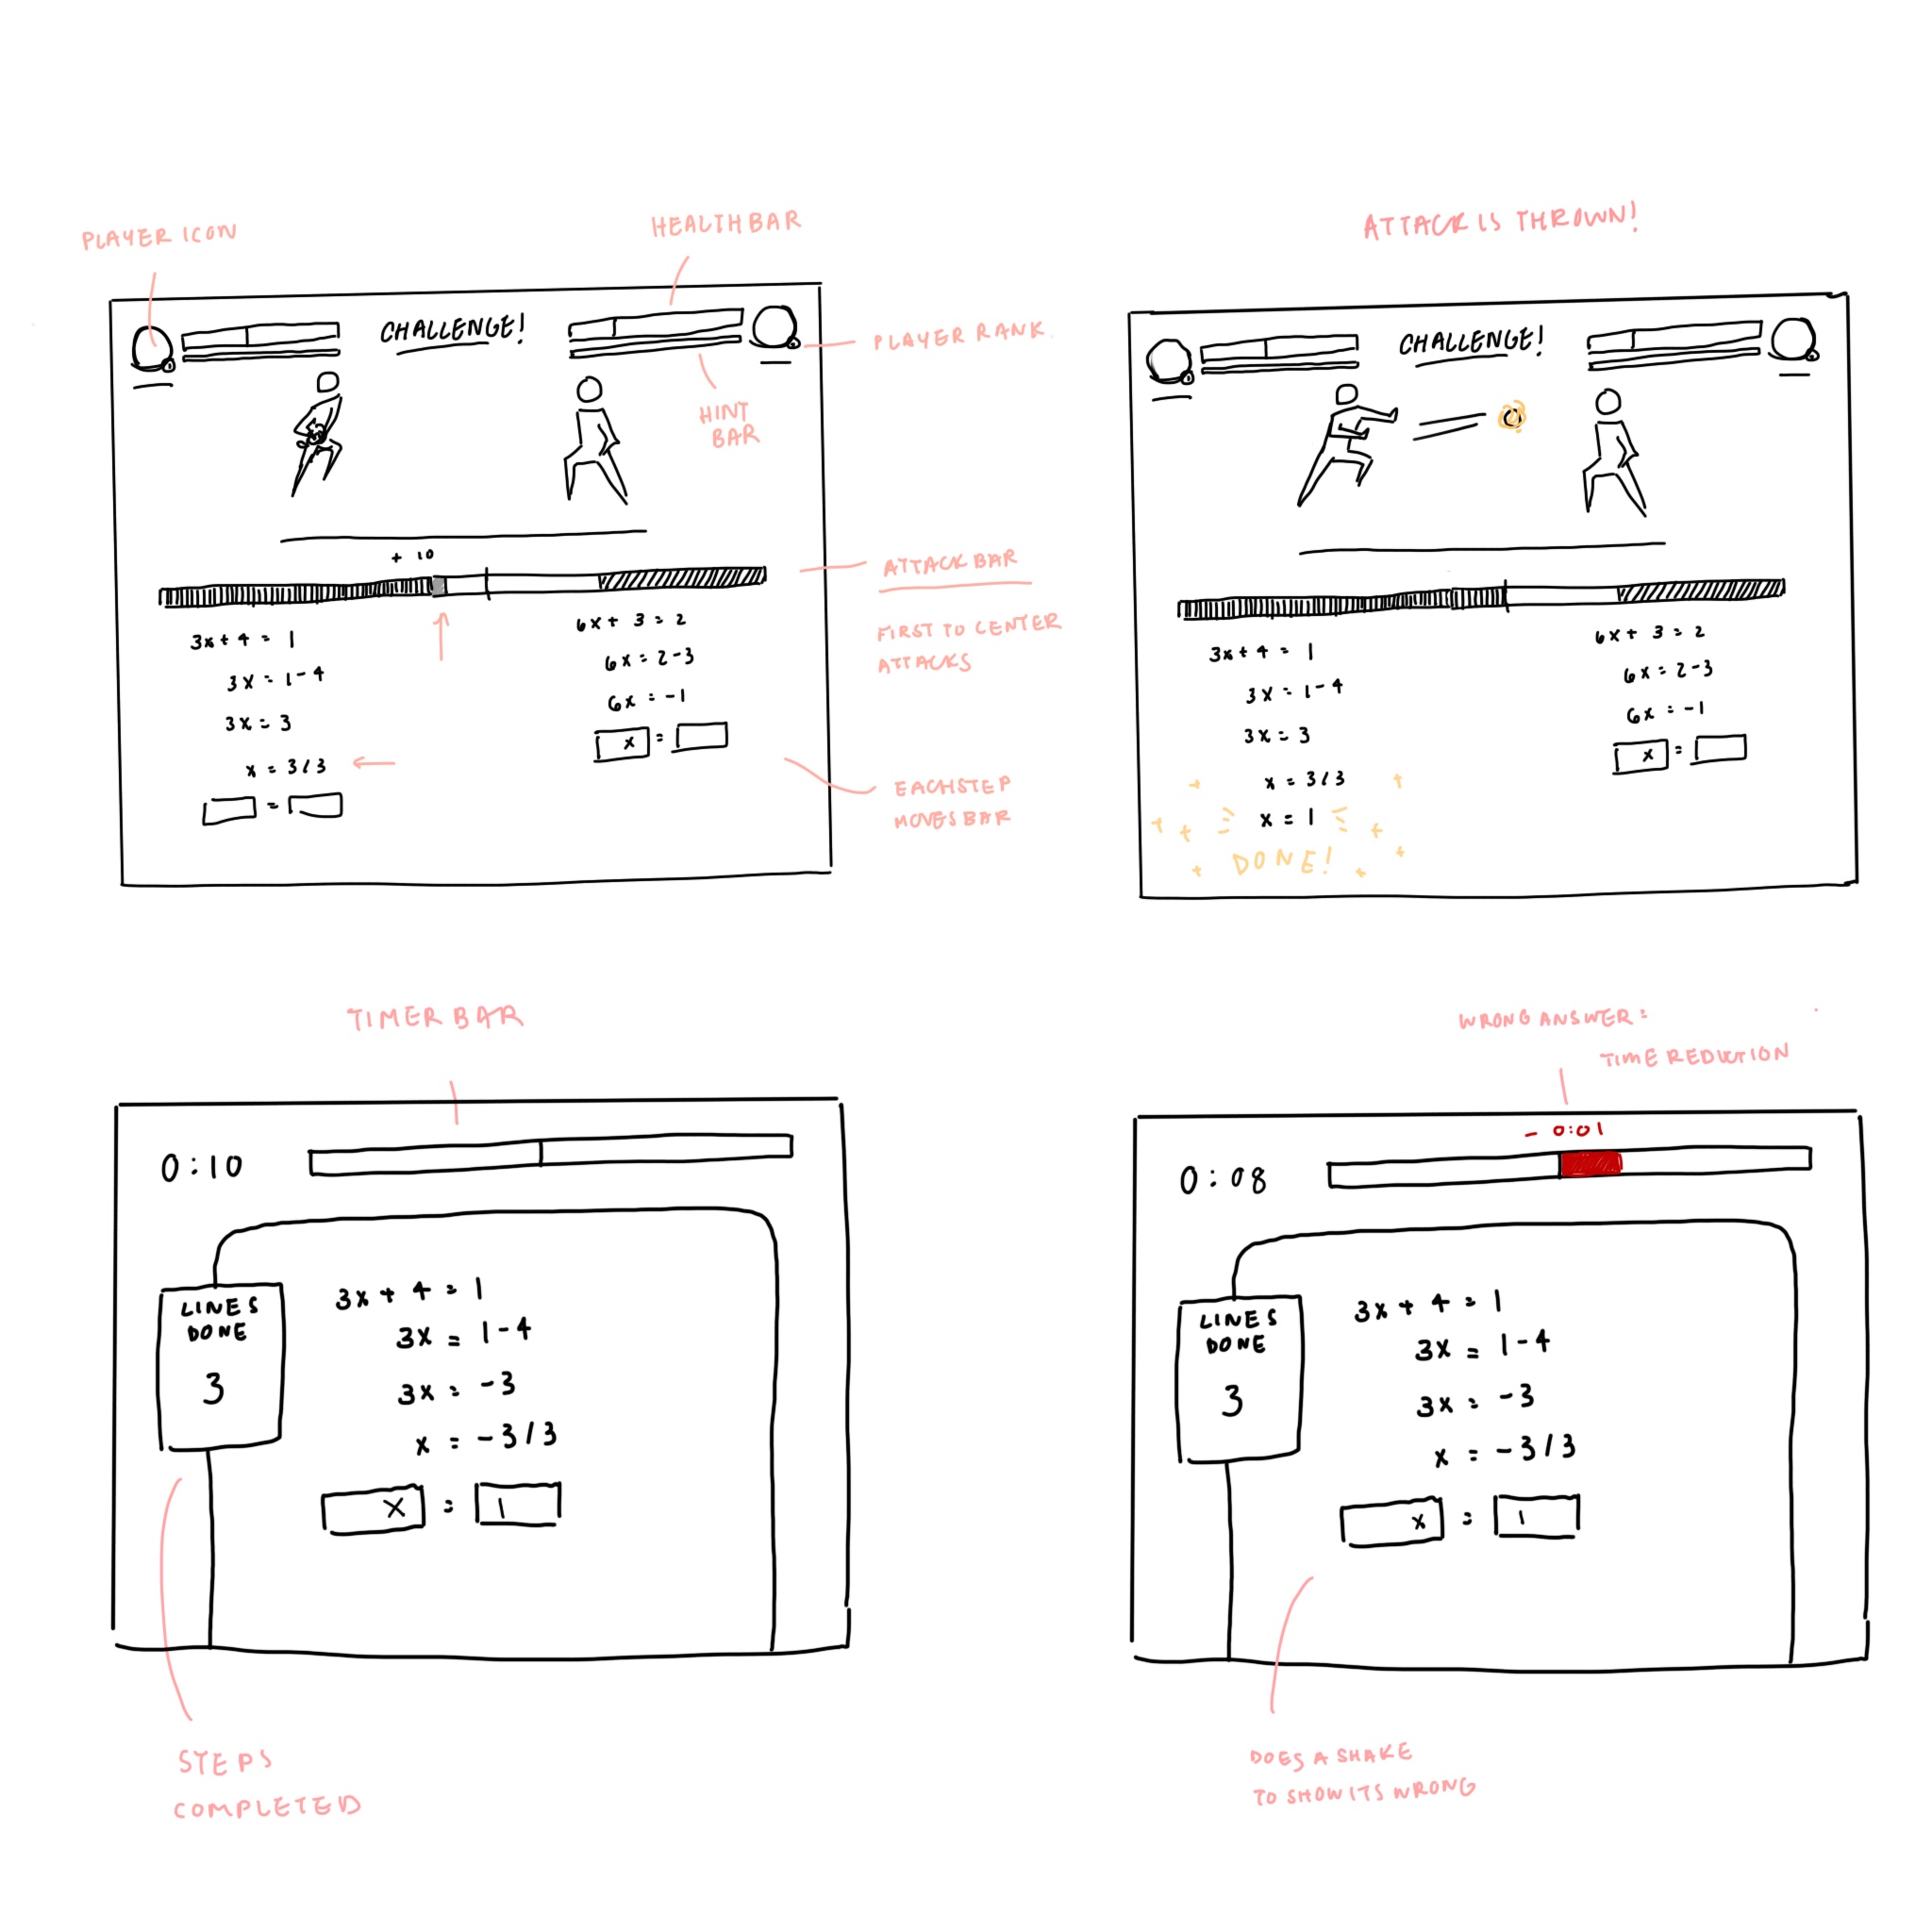 PLAYER ICON
HEALTH BAR
CHALLENGE!
PLAYER RANK
HINT
BAR
+ 10
ATTACK BAR
FIRST TO CENTER
ATTACKS
3x + 4 = 1
3x = 1 - 4
3x = 3
x = 3/3
=
6x + 3 = 2
6x = 2 - 3
6x = -1
x =
EACH STEP
MOVES BAR
ATTACK IS THROWN!
CHALLENGE!
3x + 4 = 1
3x = 1 - 4
3x = 3
x = 3/3
x = 1
DONE!
6x + 3 = 2
6x = 2 - 3
6x = -1
x =
TIMER BAR
0:10
LINES
DONE
3
3x + 4 = 1
3x = 1 - 4
3x = -3
x = -3/3
x = 1
STEPS
COMPLETED
WRONG ANSWER:
TIME REDUCTION
- 0:01
0:08
LINES
DONE
3
3x + 4 = 1
3x = 1 - 4
3x = -3
x = -3/3
x = 1
DOES A SHAKE
TO SHOW ITS WRONG